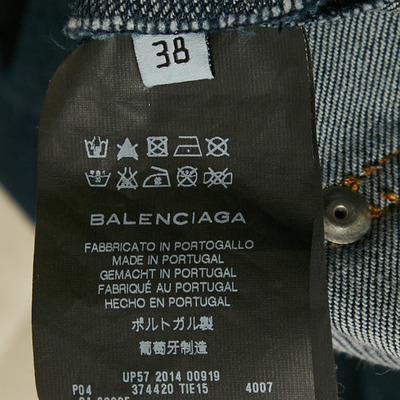 38
BALENCIAGA
FABBRICATO IN PORTOGALLO
MADE IN PORTUGAL
GEMACHT IN PORTUGAL
FABRIQUÉ AU PORTUGAL
HECHO EN PORTUGAL
ポルトガル製
葡萄牙制造
UP57 2014 00919
P04 374420 TIE15 4007